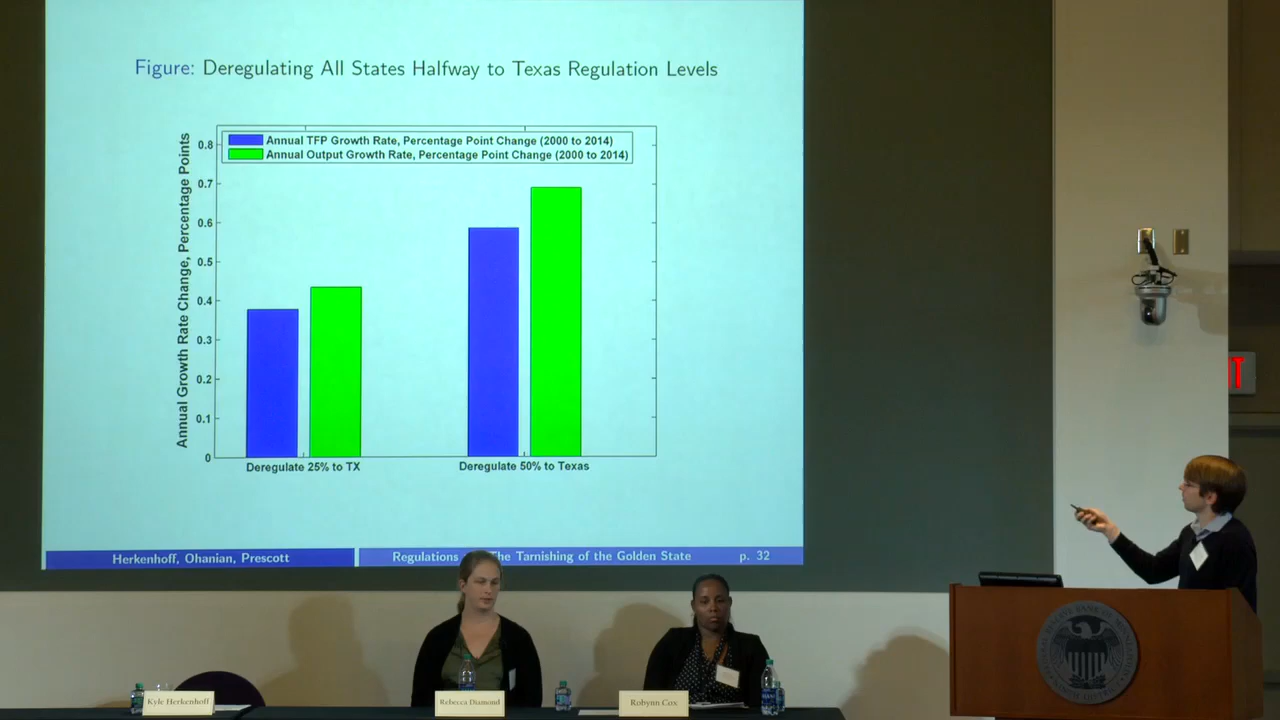 Figure: Deregulating All States Halfway to Texas Regulation Levels
Annual TFP Growth Rate, Percentage Point Change (2000 to 2014)
Annual Output Growth Rate, Percentage Point Change (2000 to 2014)
Annual Growth Rate Change, Percentage Points
0.8
0.7
0.6
0.5
0.4
0.3
0.2
0.1
0
Deregulate 25% to TX
Deregulate 50% to Texas
Herkenhoff, Ohanian, Prescott
Regulations The Tarnishing of the Golden State
p. 32
Kyle Herkenhoff
Rebecca Diamond
Robynn Cox